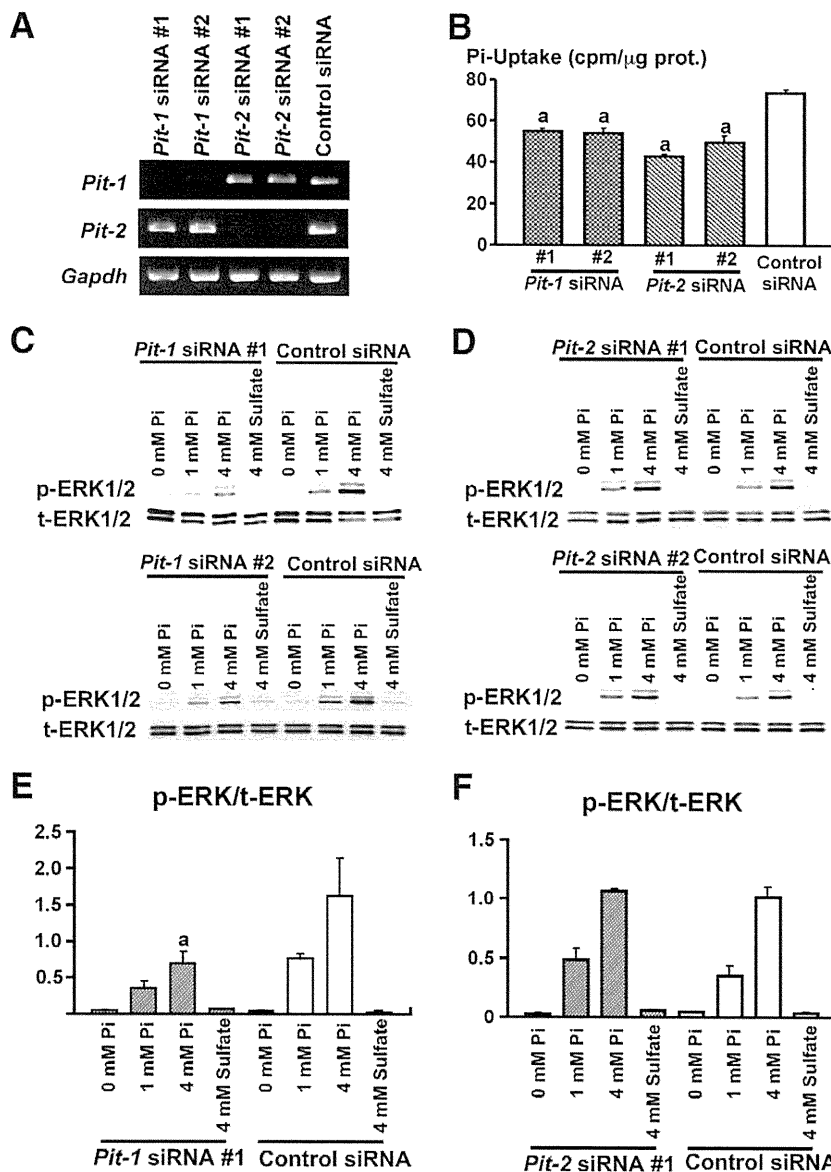 A
Pit-1 siRNA #1
Pit-1 siRNA #2
Pit-2 siRNA #1
Pit-2 siRNA #2
Control siRNA
Pit-1
Pit-2
Gapdh
B
Pi-Uptake (cpm/μg prot.)
80
60
40
20
0
a
a
a
a
#1
#2
#1
#2
Pit-1 siRNA
Pit-2 siRNA
Control
siRNA
C
Pit-1 siRNA #1
Control siRNA
0 mM Pi
1 mM Pi
4 mM Pi
4 mM Sulfate
0 mM Pi
1 mM Pi
4 mM Pi
4 mM Sulfate
p-ERK1/2
t-ERK1/2
Pit-1 siRNA #2
Control siRNA
0 mM Pi
1 mM Pi
4 mM Pi
4 mM Sulfate
0 mM Pi
1 mM Pi
4 mM Pi
4 mM Sulfate
p-ERK1/2
t-ERK1/2
D
Pit-2 siRNA #1
Control siRNA
0 mM Pi
1 mM Pi
4 mM Pi
4 mM Sulfate
0 mM Pi
1 mM Pi
4 mM Pi
4 mM Sulfate
p-ERK1/2
t-ERK1/2
Pit-2 siRNA #2
Control siRNA
0 mM Pi
1 mM Pi
4 mM Pi
4 mM Sulfate
0 mM Pi
1 mM Pi
4 mM Pi
4 mM Sulfate
p-ERK1/2
t-ERK1/2
E
p-ERK/t-ERK
2.5
2.0
1.5
1.0
0.5
a
0 mM Pi
1 mM Pi
4 mM Pi
4 mM Sulfate
0 mM Pi
1 mM Pi
4 mM Pi
4 mM Sulfate
Pit-1 siRNA #1
Control siRNA
F
p-ERK/t-ERK
1.5
1.0
0.5
0
0 mM Pi
1 mM Pi
4 mM Pi
4 mM Sulfate
0 mM Pi
1 mM Pi
4 mM Pi
4 mM Sulfate
Pit-2 siRNA #1
Control siRNA